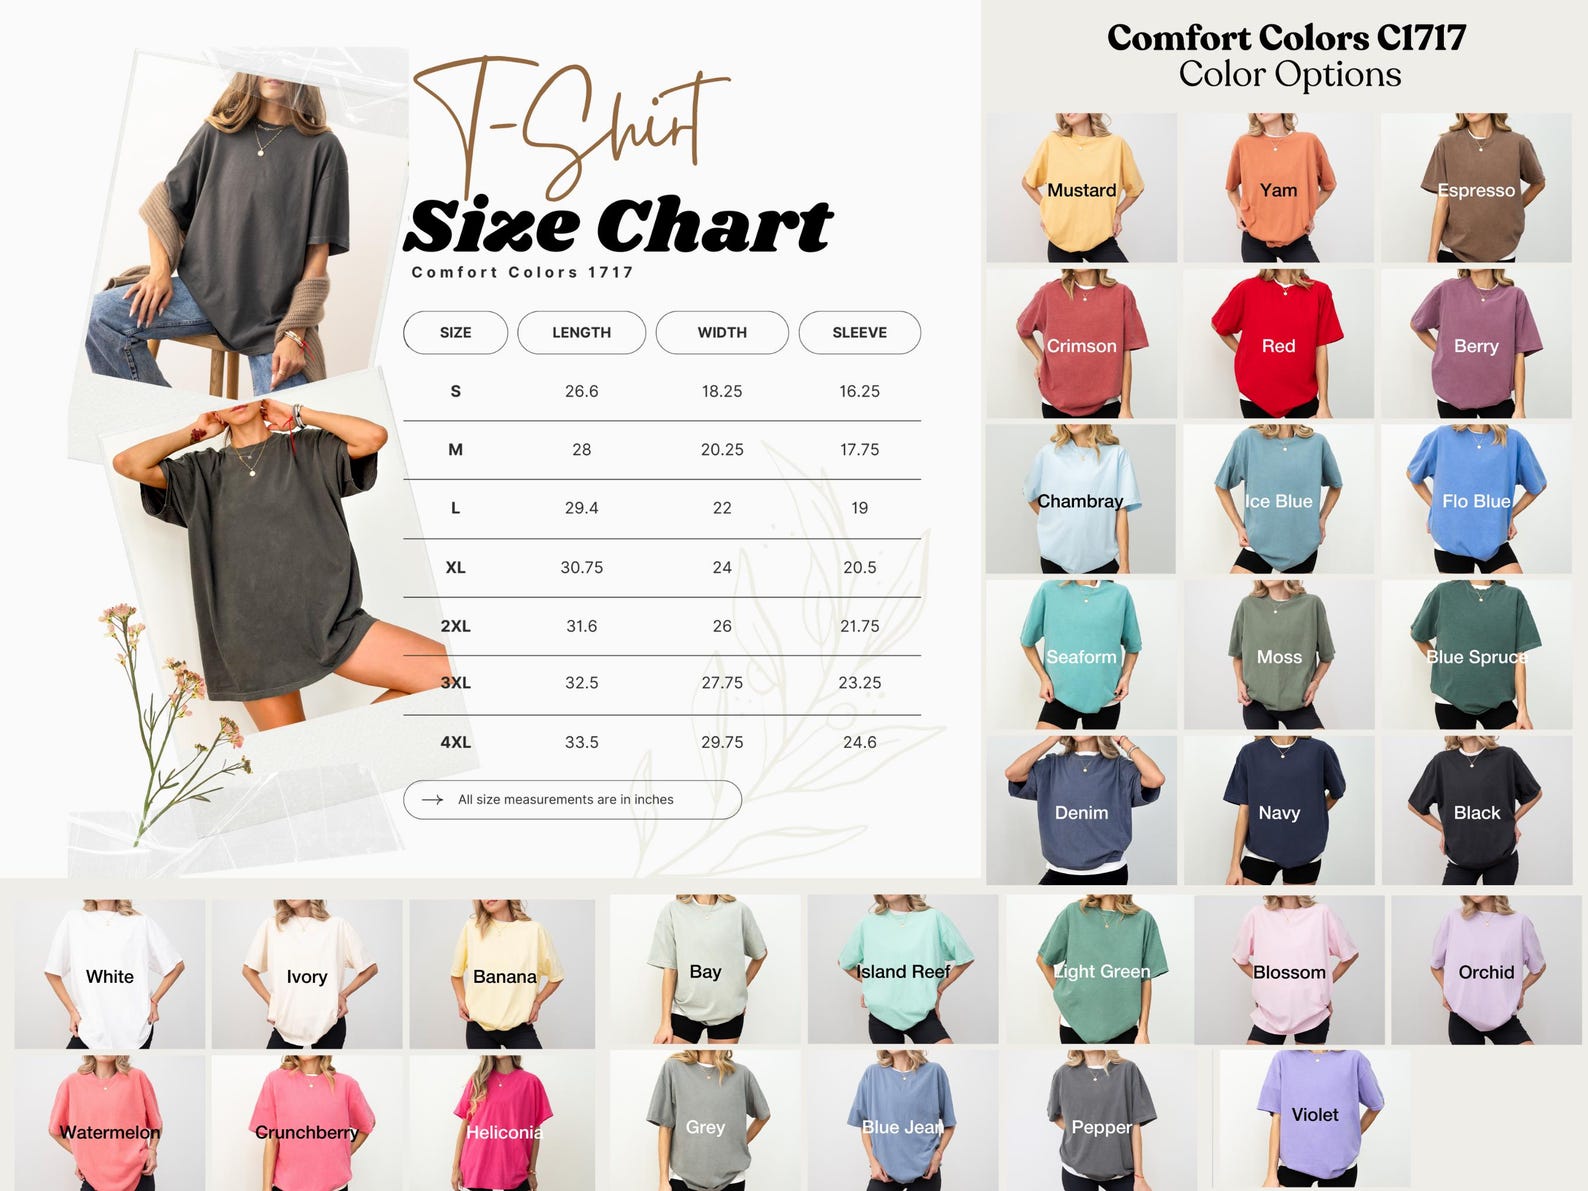 T-Shirt
Size Chart
Comfort Colors 1717
SIZE LENGTH WIDTH SLEEVE
S 26.6 18.25 16.25
M 28 20.25 17.75
L 29.4 22 19
XL 30.75 24 20.5
2XL 31.6 26 21.75
3XL 32.5 27.75 23.25
4XL 33.5 29.75 24.6
→ All size measurements are in inches
Comfort Colors C1717
Color Options
Mustard Yam Espresso
Crimson Red Berry
Chambray Ice Blue Flo Blue
Seaform Moss Blue Spruce
Denim Navy Black
White Ivory Banana Bay Island Reef Light Green Blossom Orchid
Watermelon Crunchberry Heliconia Grey Blue Jean Pepper Violet